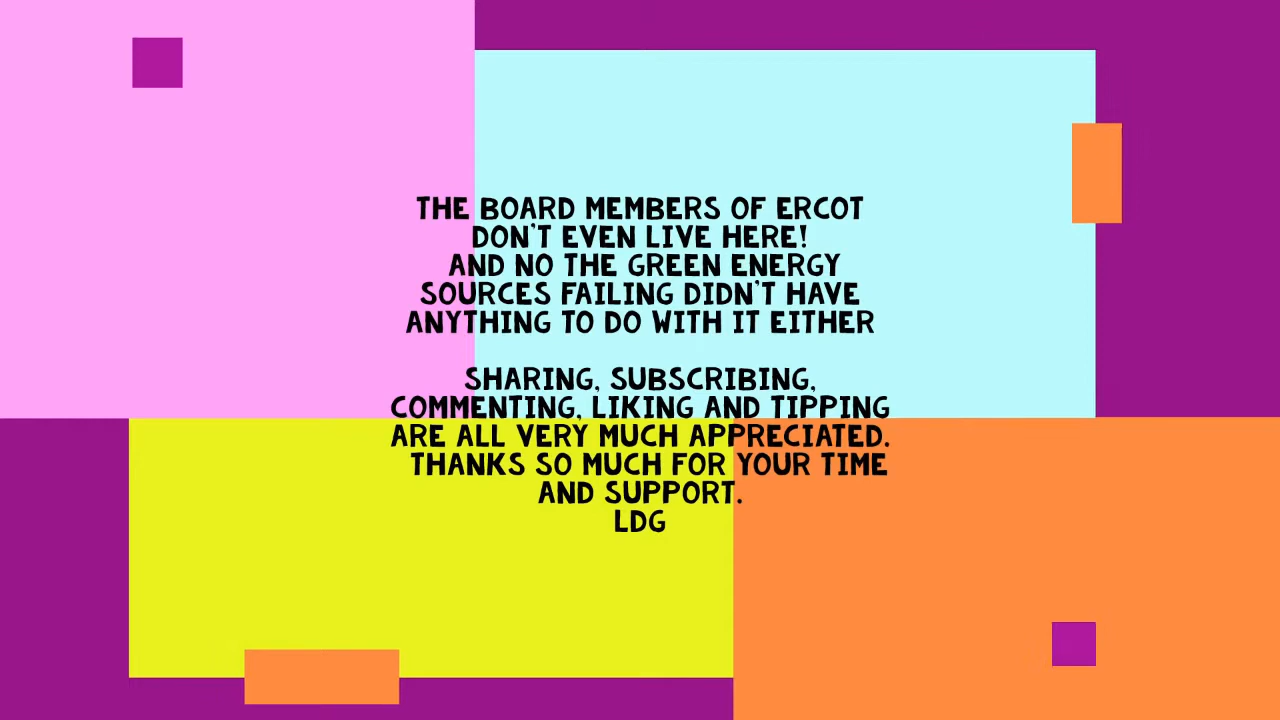 THE BOARD MEMBERS OF ERCOT
DON'T EVEN LIVE HERE!
AND NO THE GREEN ENERGY
SOURCES FAILING DIDN'T HAVE
ANYTHING TO DO WITH IT EITHER
SHARING, SUBSCRIBING,
COMMENTING, LIKING AND TIPPING
ARE ALL VERY MUCH APPRECIATED.
THANKS SO MUCH FOR YOUR TIME
AND SUPPORT.
LDG